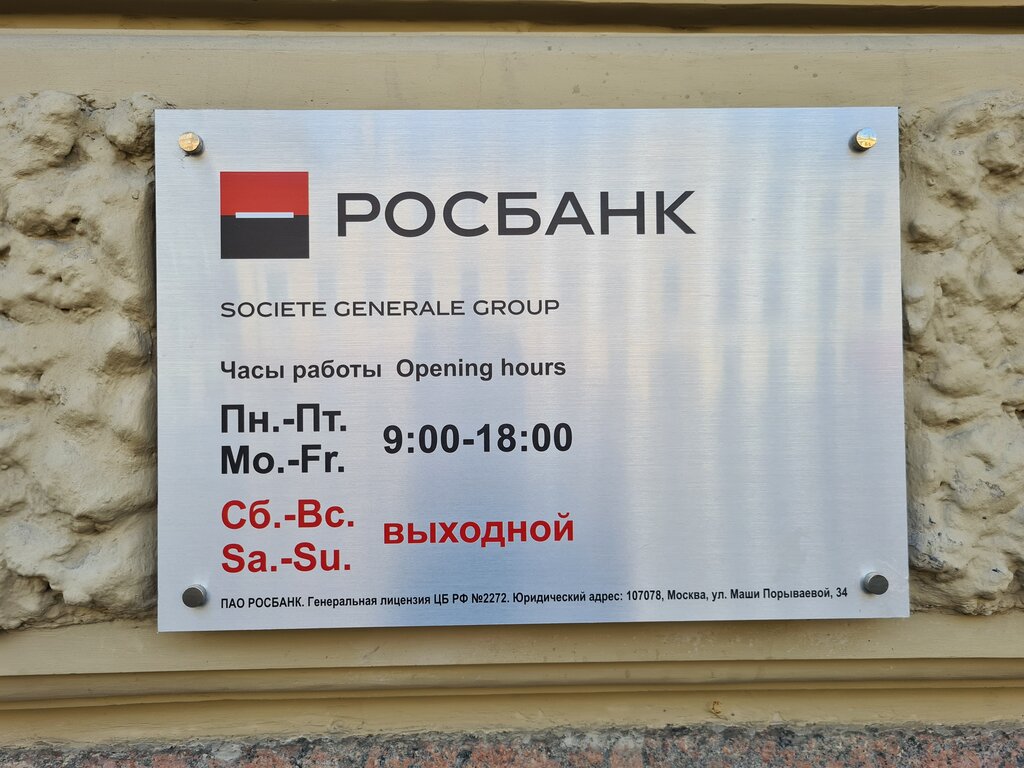 РОСБАНК
SOCIETE GENERALE GROUP
Часы работы Opening hours
Пн.-Пт.
Mo.-Fr.
9:00-18:00
Сб.-Вс.
Sa.-Su.
выходной
ПАО РОСБАНК. Генеральная лицензия ЦБ РФ №2272. Юридический адрес: 107078, Москва, ул. Маши Порываевой, 34